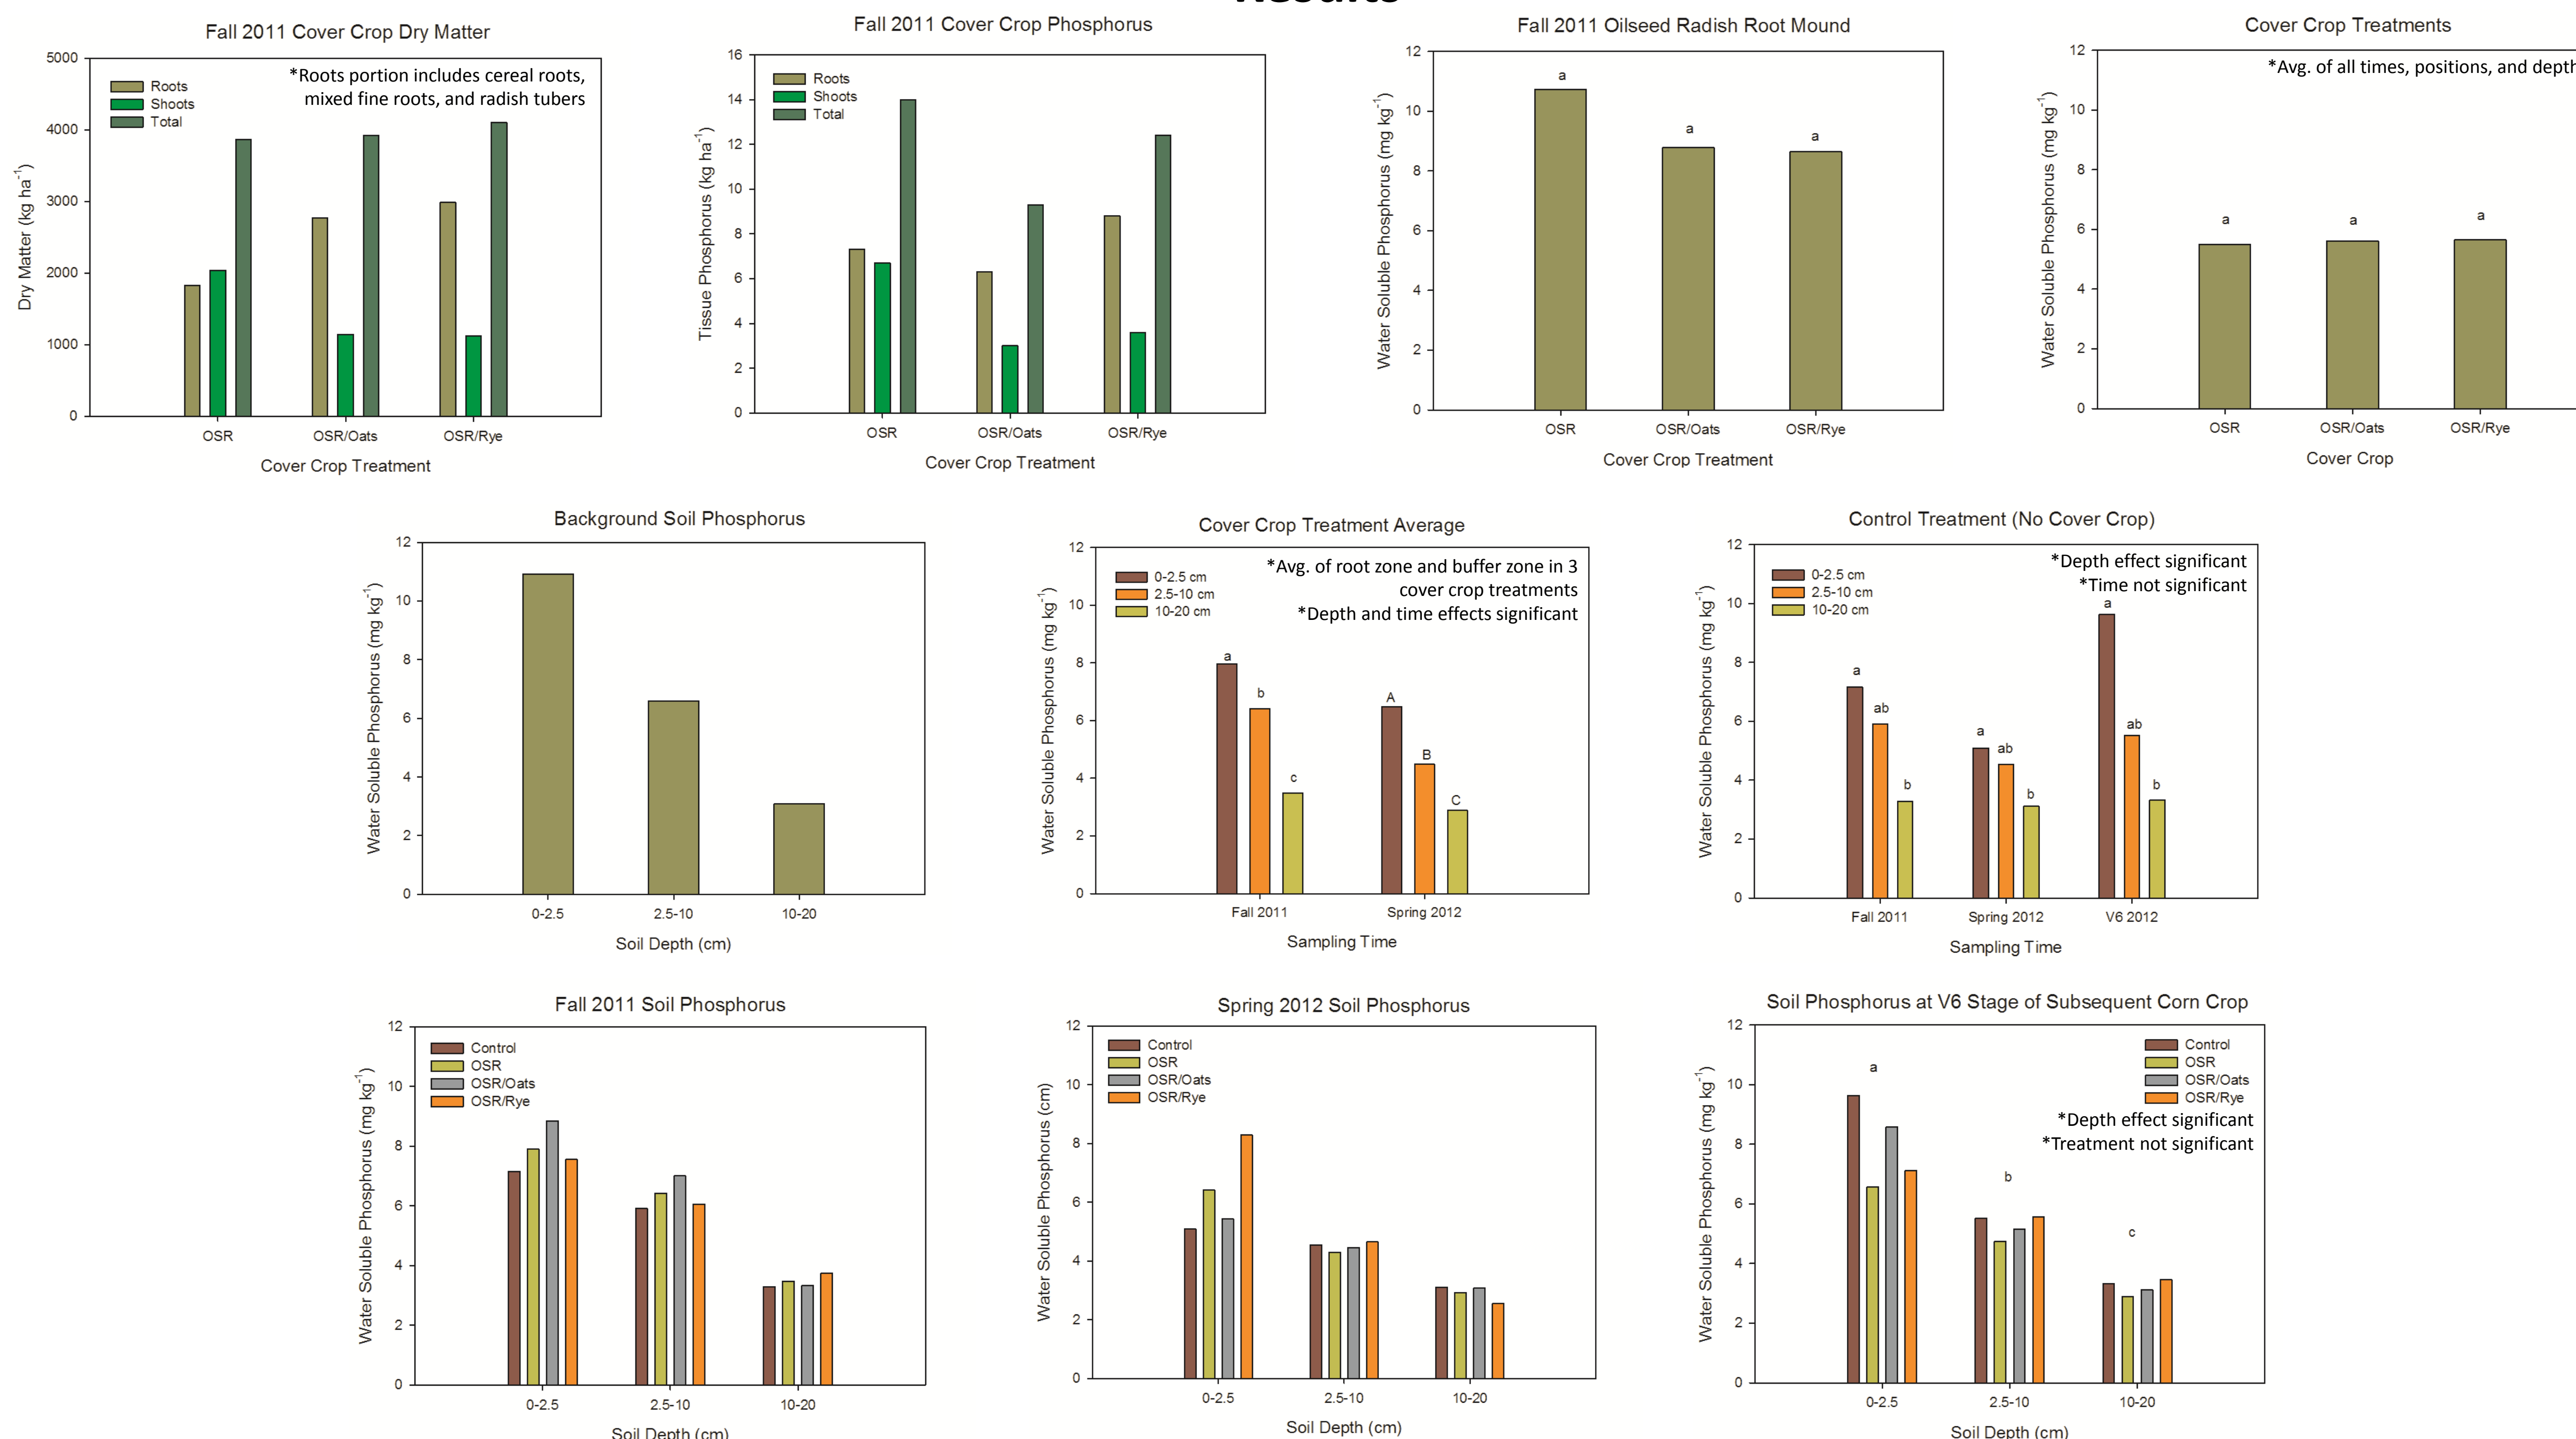 Results
Fall 2011 Cover Crop Dry Matter
5000
4000
3000
2000
1000
0
Dry Matter (kg ha-1)
Roots
Shoots
Total
*Roots portion includes cereal roots,
mixed fine roots, and radish tubers
OSR OSR/Oats OSR/Rye
Cover Crop Treatment
Fall 2011 Cover Crop Phosphorus
16
14
12
10
8
6
4
2
0
Tissue Phosphorus (kg ha-1)
Roots
Shoots
Total
OSR OSR/Oats OSR/Rye
Cover Crop Treatment
Fall 2011 Oilseed Radish Root Mound
12
10
8
6
4
2
0
Water Soluble Phosphorus (mg kg-1)
a a a
OSR OSR/Oats OSR/Rye
Cover Crop Treatment
Cover Crop Treatments
12
10
8
6
4
2
0
Water Soluble Phosphorus (mg kg-1)
*Avg. of all times, positions, and depth
a a a
OSR OSR/Oats OSR/Rye
Cover Crop
Background Soil Phosphorus
12
10
8
6
4
2
0
Water Soluble Phosphorus (mg kg-1)
0-2.5 2.5-10 10-20
Soil Depth (cm)
Cover Crop Treatment Average
12
10
8
6
4
2
0
Water Soluble Phosphorus (mg kg-1)
0-2.5 cm
2.5-10 cm
10-20 cm
*Avg. of root zone and buffer zone in 3
cover crop treatments
*Depth and time effects significant
a b c A B C
Fall 2011 Spring 2012
Sampling Time
Control Treatment (No Cover Crop)
12
10
8
6
4
2
0
Water Soluble Phosphorus (mg kg-1)
0-2.5 cm
2.5-10 cm
10-20 cm
*Depth effect significant
*Time not significant
a ab b a ab b a ab b
Fall 2011 Spring 2012 V6 2012
Sampling Time
Fall 2011 Soil Phosphorus
12
10
8
6
4
2
0
Water Soluble Phosphorus (mg kg-1)
Control
OSR
OSR/Oats
OSR/Rye
0-2.5 2.5-10 10-20
Soil Depth (cm)
Spring 2012 Soil Phosphorus
12
10
8
6
4
2
0
Water Soluble Phosphorus (cm)
Control
OSR
OSR/Oats
OSR/Rye
0-2.5 2.5-10 10-20
Soil Depth (cm)
Soil Phosphorus at V6 Stage of Subsequent Corn Crop
12
10
8
6
4
2
0
Water Soluble Phosphorus (mg kg-1)
Control
OSR
OSR/Oats
OSR/Rye
*Depth effect significant
*Treatment not significant
a b c
0-2.5 2.5-10 10-20
Soil Depth (cm)